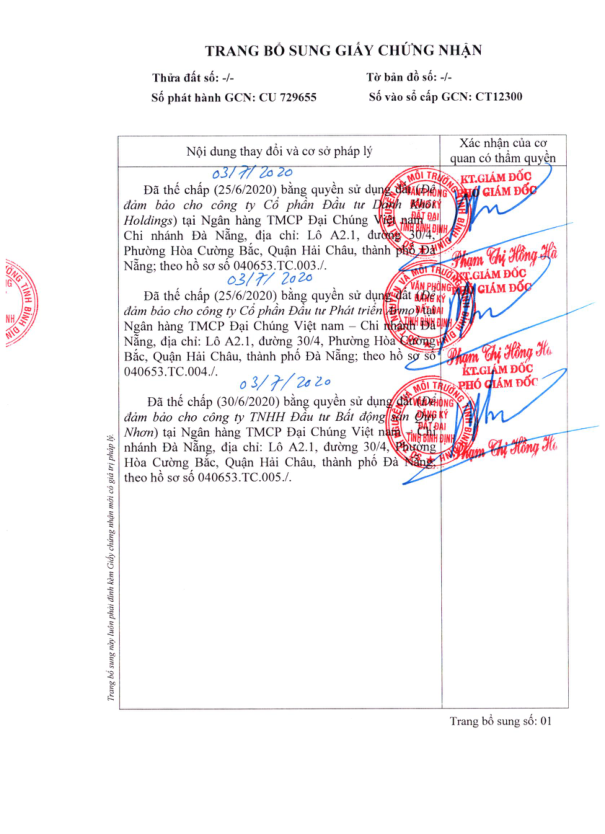 TRANG BỔ SUNG GIẤY CHỨNG NHẬN
Thửa đất số: -/- Tờ bản đồ số: -/-
Số phát hành GCN: CU 729655 Số vào sổ cấp GCN: CT12300
Nội dung thay đổi và cơ sở pháp lý
Xác nhận của cơ
quan có thẩm quyền
03/7/2020
Đã thế chấp (25/6/2020) bằng quyền sử dụng đất (Để
đảm bảo cho công ty Cổ phần Đầu tư Danh Khôi
Holdings) tại Ngân hàng TMCP Đại Chúng Việt nam
Chi nhánh Đà Nẵng, địa chỉ: Lô A2.1, đường 30/4,
Phường Hòa Cường Bắc, Quận Hải Châu, thành phố Đà
Nẵng; theo hồ sơ số 040653.TC.003./.
KT.GIÁM ĐỐC
PHÓ GIÁM ĐỐC
Phạm Thị Hồng Hà
03/7/2020
Đã thế chấp (25/6/2020) bằng quyền sử dụng đất (Để
đảm bảo cho công ty Cổ phần Đầu tư Phát triển) tại
Ngân hàng TMCP Đại Chúng Việt nam – Chi nhánh Đà
Nẵng, địa chỉ: Lô A2.1, đường 30/4, Phường Hòa Cường
Bắc, Quận Hải Châu, thành phố Đà Nẵng; theo hồ sơ số
040653.TC.004./.
KT.GIÁM ĐỐC
PHÓ GIÁM ĐỐC
Phạm Thị Hồng Hà
03/7/2020
Đã thế chấp (30/6/2020) bằng quyền sử dụng đất (Để
đảm bảo cho công ty TNHH Đầu tư Bất động sản Quy
Nhơn) tại Ngân hàng TMCP Đại Chúng Việt nam Chi
nhánh Đà Nẵng, địa chỉ: Lô A2.1, đường 30/4, Phường
Hòa Cường Bắc, Quận Hải Châu, thành phố Đà Nẵng,
theo hồ sơ số 040653.TC.005./.
KT.GIÁM ĐỐC
PHÓ GIÁM ĐỐC
Phạm Thị Hồng Hà
VĂN PHÒNG
ĐĂNG KÝ
ĐẤT ĐAI
TỈNH BÌNH ĐỊNH
Trang bổ sung này luôn phải đính kèm Giấy chứng nhận mới có giá trị pháp lý.
Trang bổ sung số: 01